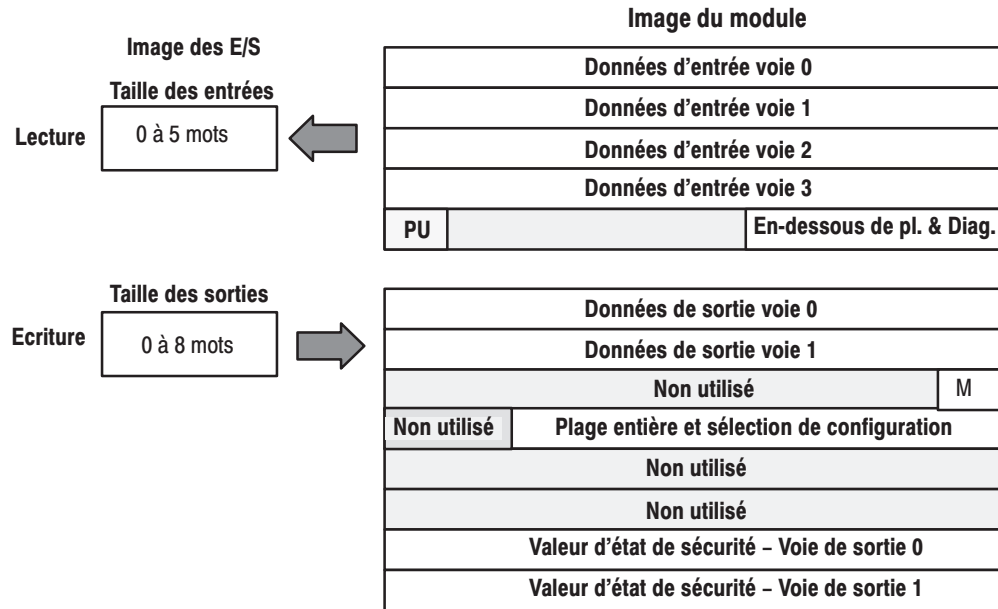 Image du module
Image des E/S
Taille des entrées
Lecture
0 à 5 mots
Données d'entrée voie 0
Données d'entrée voie 1
Données d'entrée voie 2
Données d'entrée voie 3
PU
En-dessous de pl. & Diag.
Taille des sorties
Ecriture
0 à 8 mots
Données de sortie voie 0
Données de sortie voie 1
Non utilisé
M
Non utilisé
Plage entière et sélection de configuration
Non utilisé
Non utilisé
Valeur d'état de sécurité – Voie de sortie 0
Valeur d'état de sécurité – Voie de sortie 1